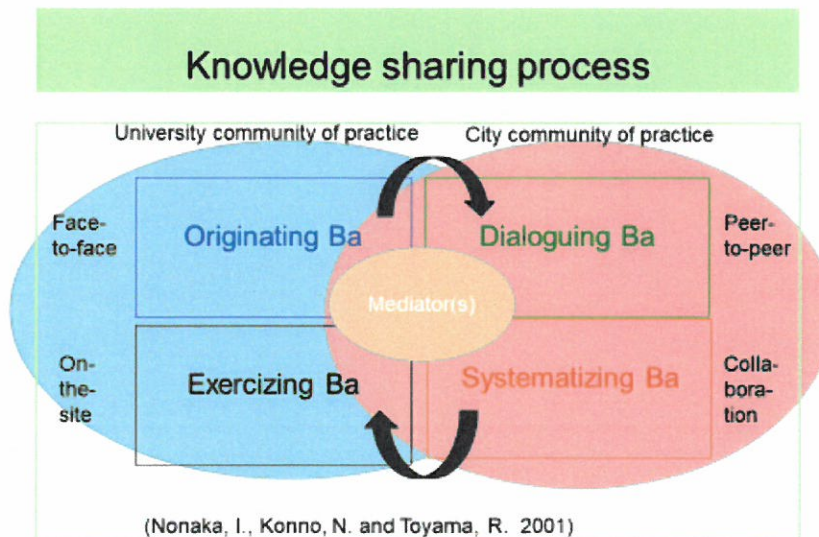 Knowledge sharing process
University community of practice
City community of practice
Face-
to-face
Originating Ba
Dialoguing Ba
Peer-
to-peer
Mediator(s)
On-
the-
site
Exercizing Ba
Systematizing Ba
Colla-
bora-
tion
(Nonaka, I., Konno, N. and Toyama, R. 2001)